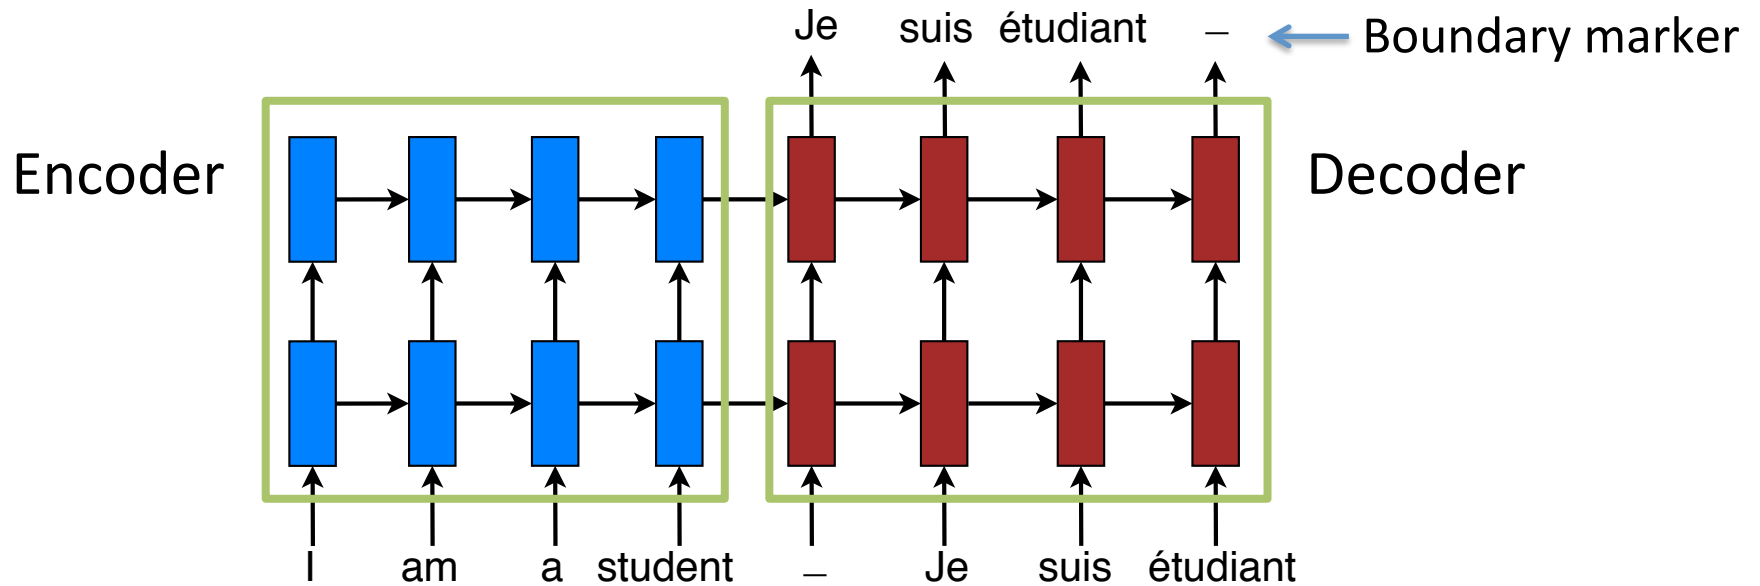 Je suis étudiant _ Boundary marker
Encoder Decoder
I am a student _ Je suis étudiant